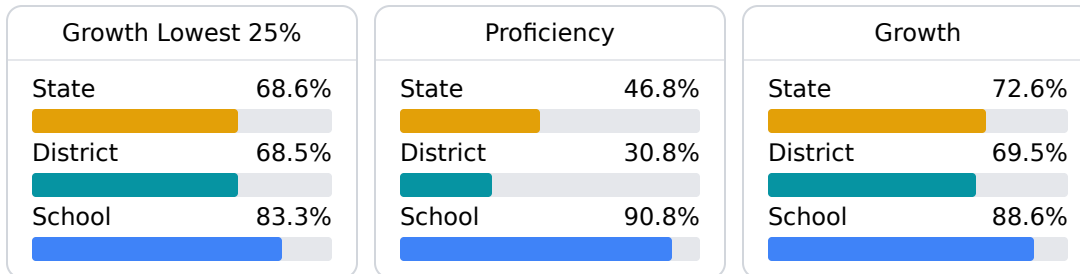 Growth Lowest 25%
State 68.6%
District 68.5%
School 83.3%
Proficiency
State 46.8%
District 30.8%
School 90.8%
Growth
State 72.6%
District 69.5%
School 88.6%